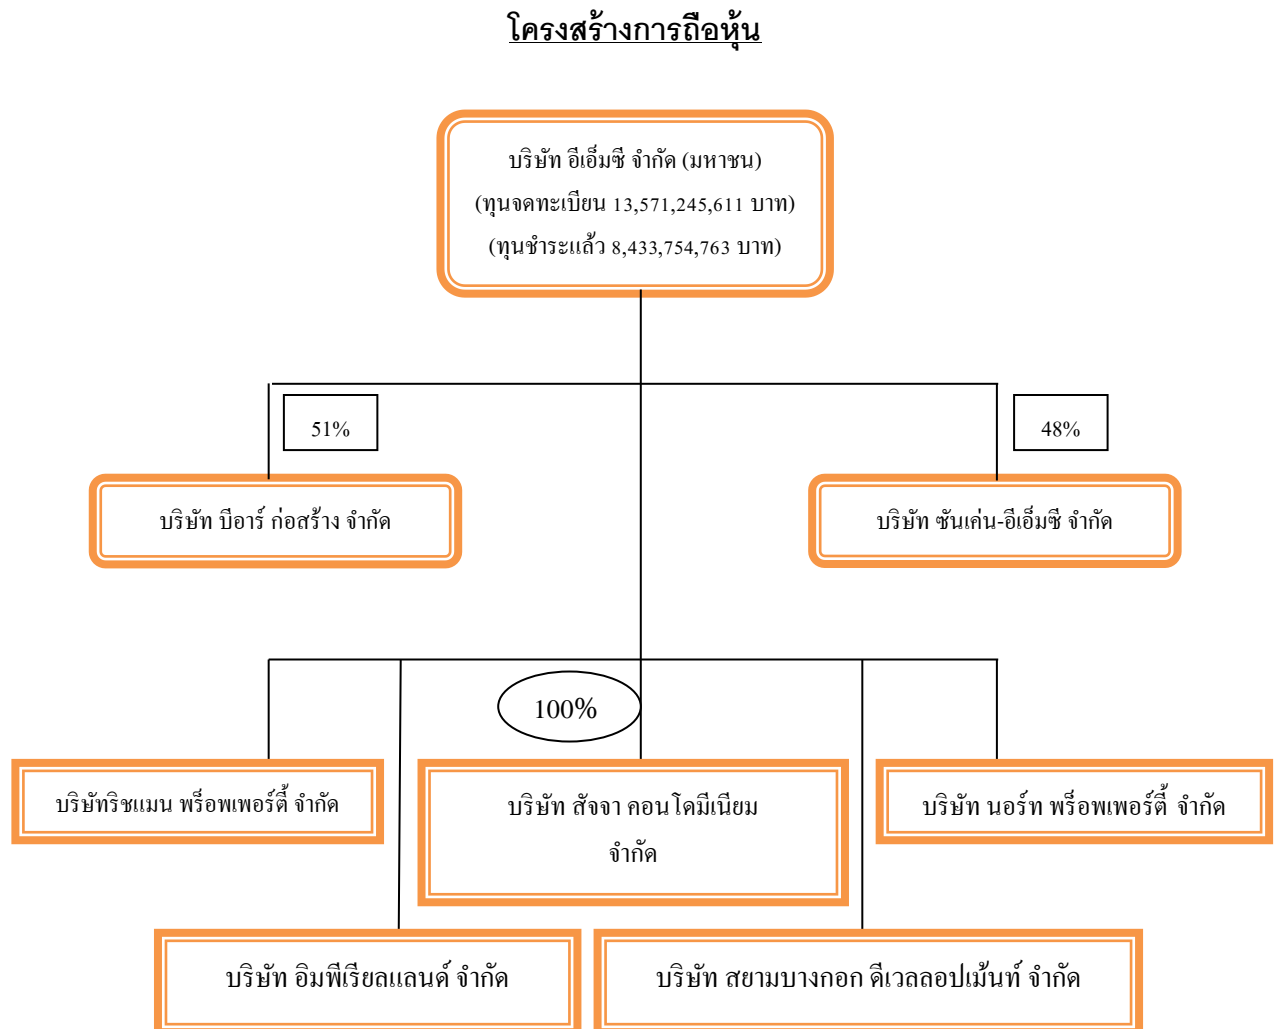 โครงสร้างการถือหุ้น
บริษัท อีเอ็มซี จำกัด (มหาชน)
(ทุนจดทะเบียน 13,571,245,611 บาท)
(ทุนชำระแล้ว 8,433,754,763 บาท)
51%
48%
บริษัท บีอาร์ ก่อสร้าง จำกัด
บริษัท ซันเค่น-อีเอ็มซี จำกัด
100%
บริษัทริชแมน พร็อพเพอร์ตี้ จำกัด
บริษัท สัจจา คอนโดมีเนียม
จำกัด
บริษัท นอร์ท พร็อพเพอร์ตี้ จำกัด
บริษัท อิมพีเรียลแลนด์ จำกัด
บริษัท สยามบางกอก ดีเวลลอปเม้นท์ จำกัด